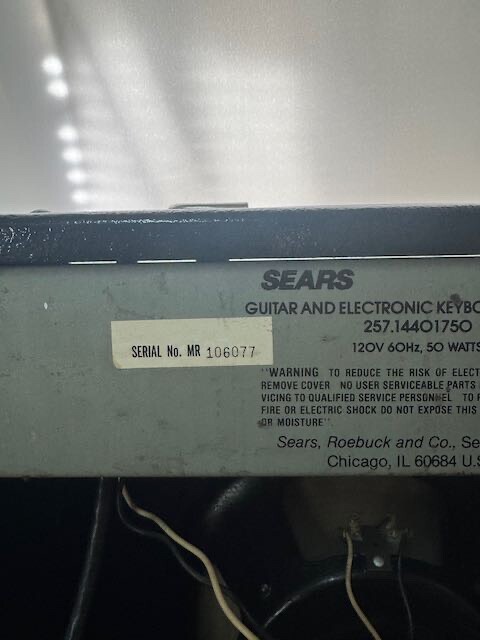 SEARS
GUITAR AND ELECTRONIC KEYBO
257.14401750
SERIAL No. MR 106077
120V 60Hz, 50 WATTS
"WARNING TO REDUCE THE RISK OF ELECT
REMOVE COVER NO USER SERVICEABLE PARTS
VICING TO QUALIFIED SERVICE PERSONNEL TO
FIRE OR ELECTRIC SHOCK DO NOT EXPOSE THIS
OR MOISTURE".
Sears, Roebuck and Co., Se
Chicago, IL 60684 U.S